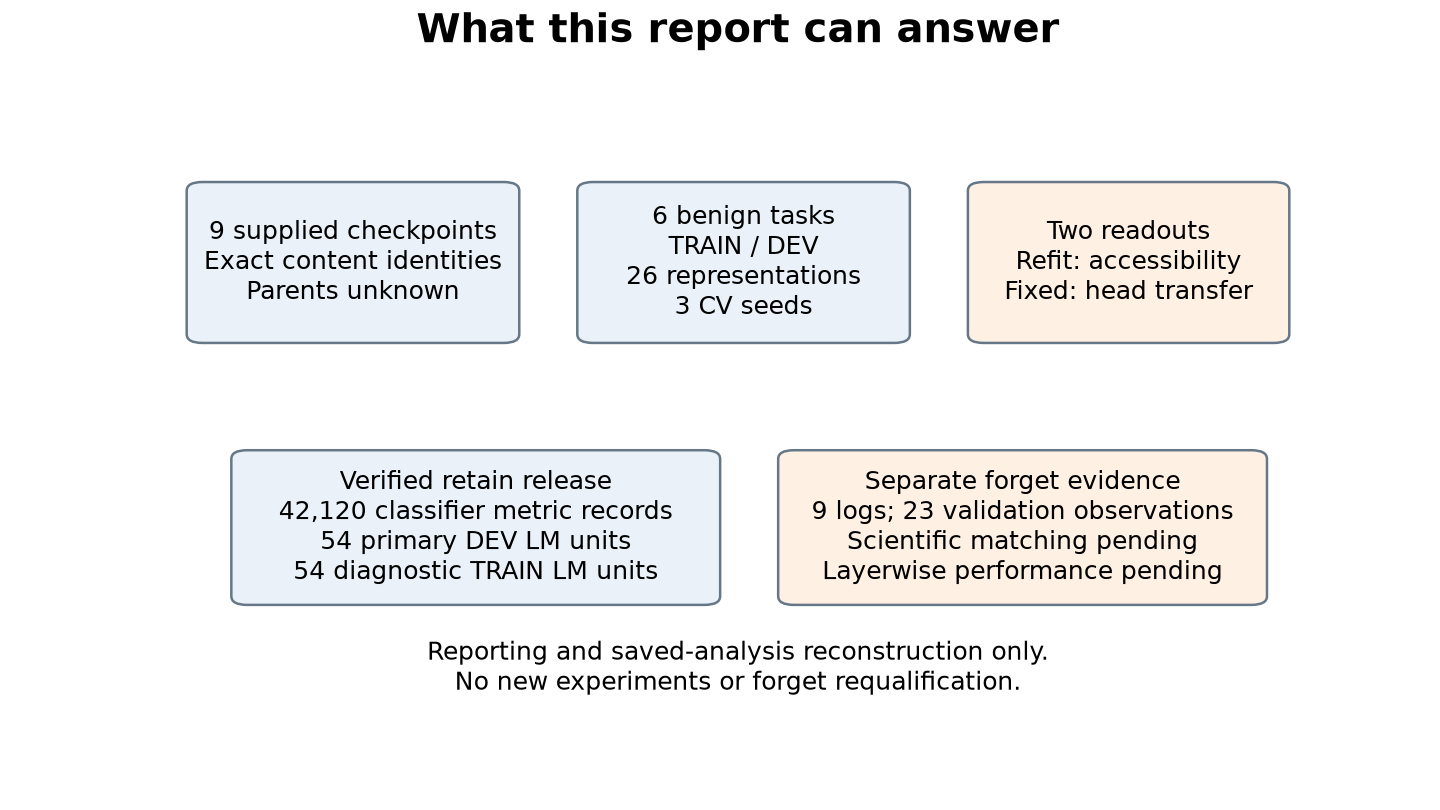 What this report can answer
9 supplied checkpoints
Exact content identities
Parents unknown
6 benign tasks
TRAIN / DEV
26 representations
3 CV seeds
Two readouts
Refit: accessibility
Fixed: head transfer
Verified retain release
42,120 classifier metric records
54 primary DEV LM units
54 diagnostic TRAIN LM units
Separate forget evidence
9 logs; 23 validation observations
Scientific matching pending
Layerwise performance pending
Reporting and saved-analysis reconstruction only.
No new experiments or forget requalification.